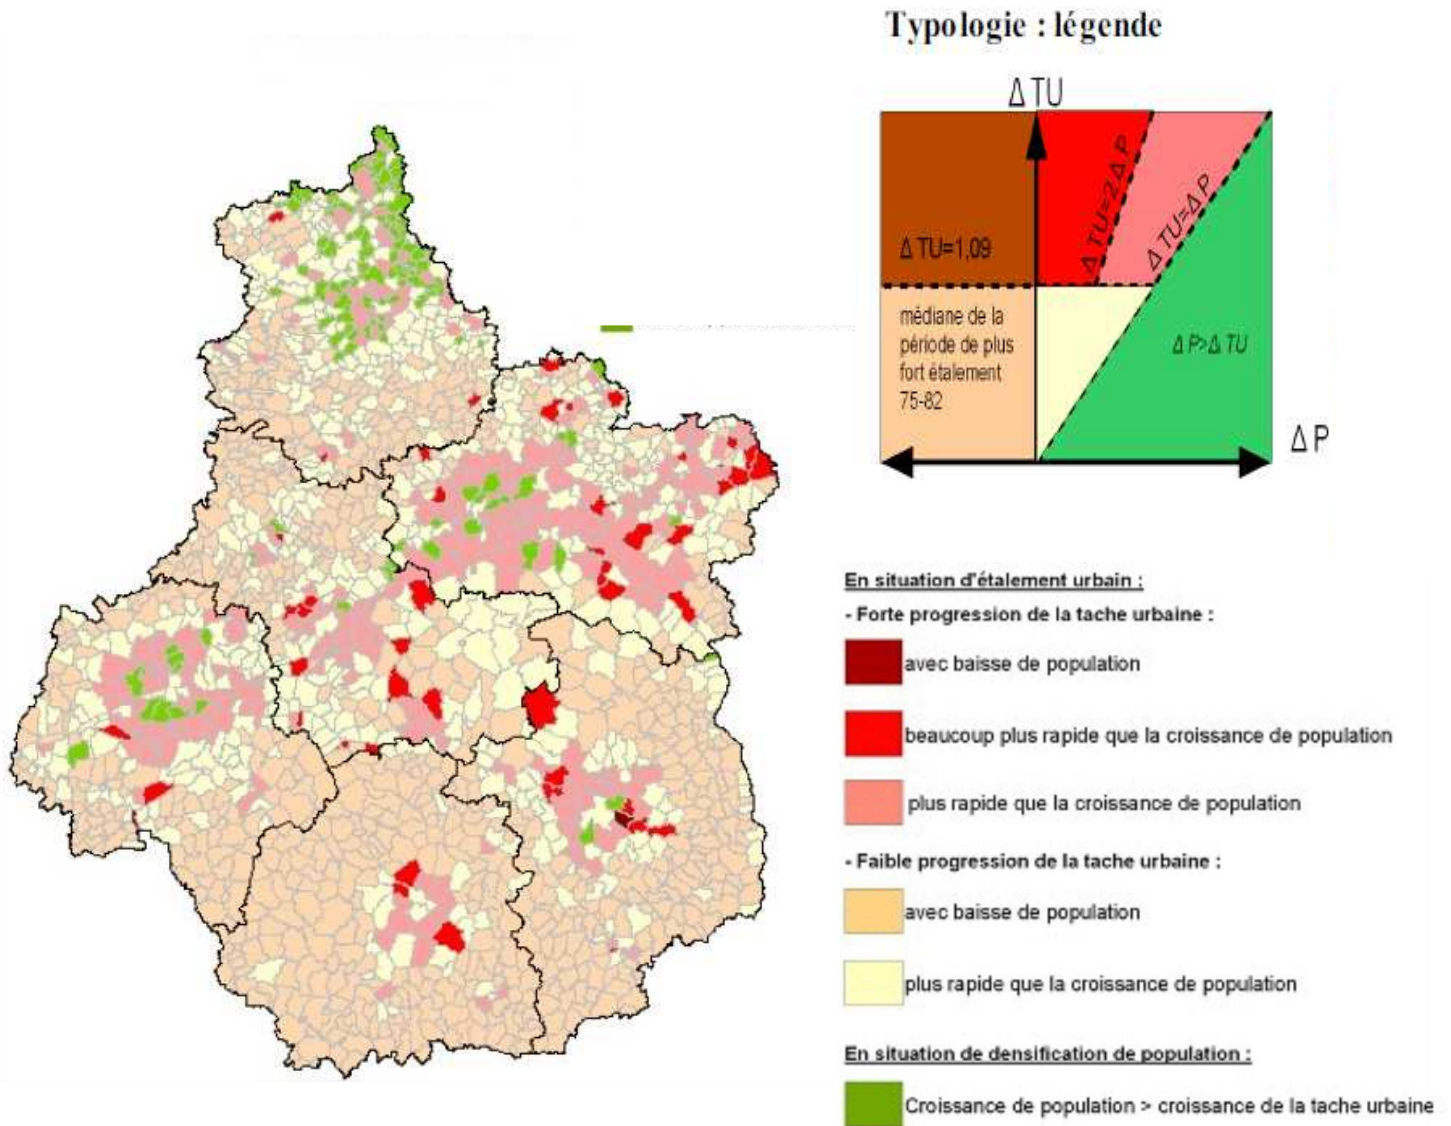 Typologie : légende
Δ TU
Δ TU=2 Δ P
Δ TU=Δ P
Δ TU=1,09
médiane de la
période de plus
fort étalement
75-82
Δ P>Δ TU
Δ P
En situation d'étalement urbain :
- Forte progression de la tache urbaine :
avec baisse de population
beaucoup plus rapide que la croissance de population
plus rapide que la croissance de population
- Faible progression de la tache urbaine :
avec baisse de population
plus rapide que la croissance de population
En situation de densification de population :
Croissance de population > croissance de la tache urbaine